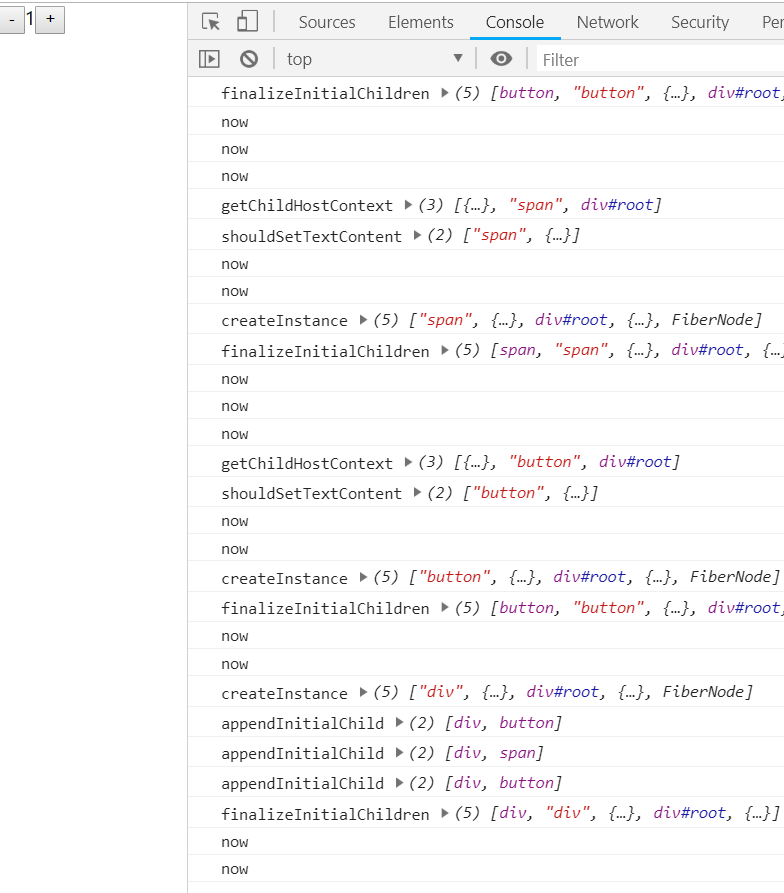 - 1 +
Sources Elements Console Network Security Per
top ▼ Filter
finalizeInitialChildren ▶ (5) [button, "button", {…}, div#root,
now
now
now
getChildHostContext ▶ (3) [{…}, "span", div#root]
shouldSetTextContent ▶ (2) ["span", {…}]
now
now
createInstance ▶ (5) ["span", {…}, div#root, {…}, FiberNode]
finalizeInitialChildren ▶ (5) [span, "span", {…}, div#root, {…}
now
now
now
getChildHostContext ▶ (3) [{…}, "button", div#root]
shouldSetTextContent ▶ (2) ["button", {…}]
now
now
createInstance ▶ (5) ["button", {…}, div#root, {…}, FiberNode]
finalizeInitialChildren ▶ (5) [button, "button", {…}, div#root,
now
now
createInstance ▶ (5) ["div", {…}, div#root, {…}, FiberNode]
appendInitialChild ▶ (2) [div, button]
appendInitialChild ▶ (2) [div, span]
appendInitialChild ▶ (2) [div, button]
finalizeInitialChildren ▶ (5) [div, "div", {…}, div#root, {…}]
now
now